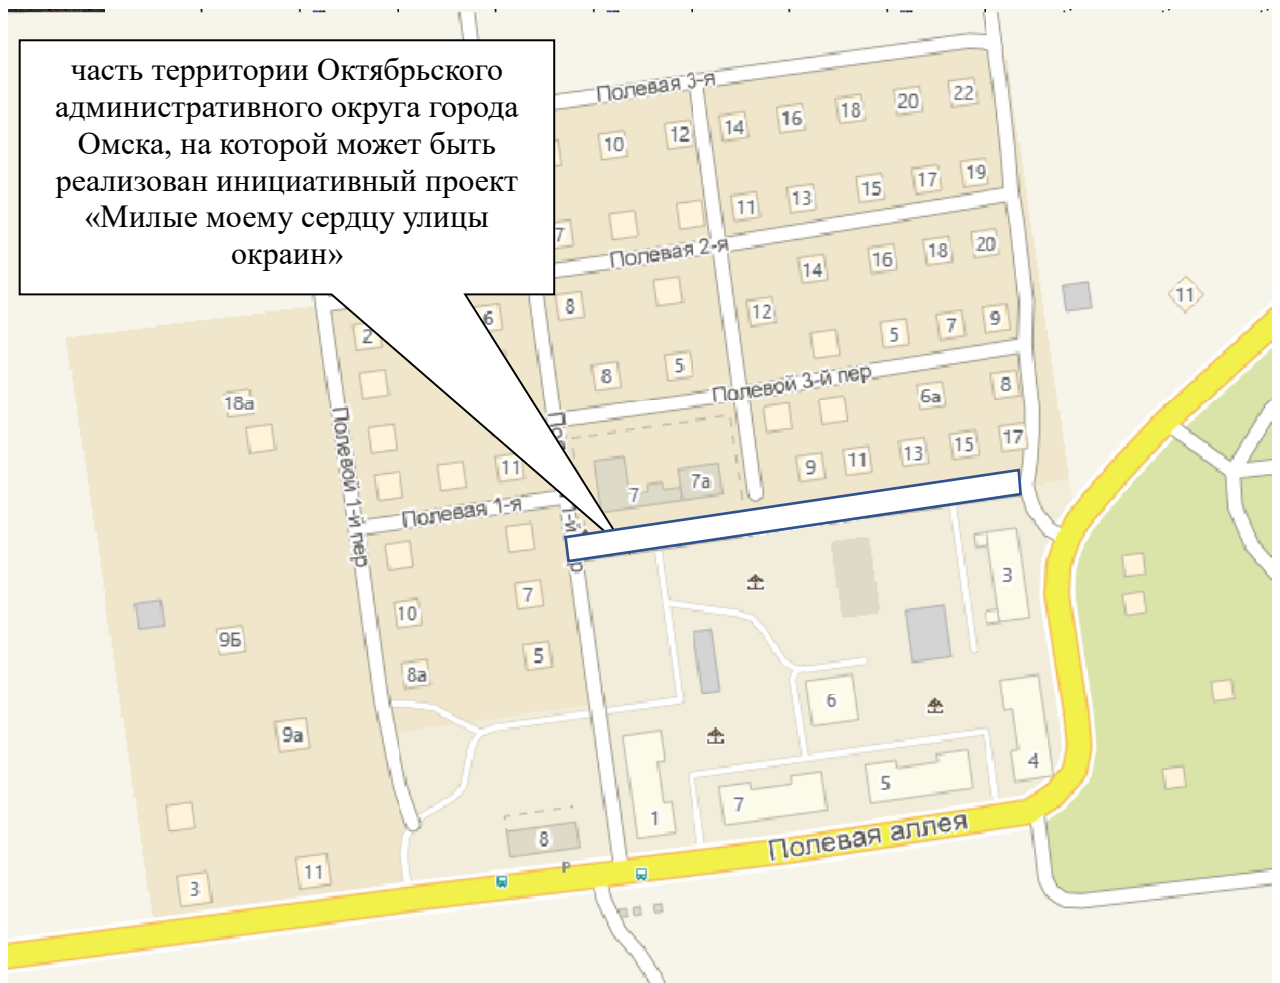 часть территории Октябрьского
административного округа города
Омска, на которой может быть
реализован инициативный проект
«Милые моему сердцу улицы
окраин»
Полевая 3-я
10
12
14
16
18
20
22
7
11
13
15
17
19
Полевая 2-я
8
14
16
18
20
2
6
12
5
7
9
8
5
Полевой 3-й пер
6а
8
18а
Полевой 1-й пер
11
9
11
13
15
17
7
7а
Полевая 1-я
1-й
11
3
10
7
9Б
8а
5
6
9а
1
7
5
4
8
Р
Полевая аллея
3
11